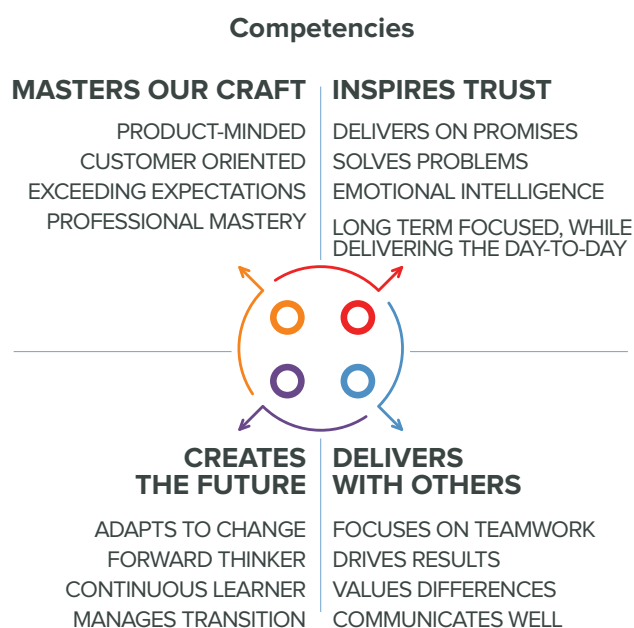 Competencies
MASTERS OUR CRAFT
PRODUCT-MINDED
CUSTOMER ORIENTED
EXCEEDING EXPECTATIONS
PROFESSIONAL MASTERY
INSPIRES TRUST
DELIVERS ON PROMISES
SOLVES PROBLEMS
EMOTIONAL INTELLIGENCE
LONG TERM FOCUSED, WHILE
DELIVERING THE DAY-TO-DAY
CREATES
THE FUTURE
ADAPTS TO CHANGE
FORWARD THINKER
CONTINUOUS LEARNER
MANAGES TRANSITION
DELIVERS
WITH OTHERS
FOCUSES ON TEAMWORK
DRIVES RESULTS
VALUES DIFFERENCES
COMMUNICATES WELL